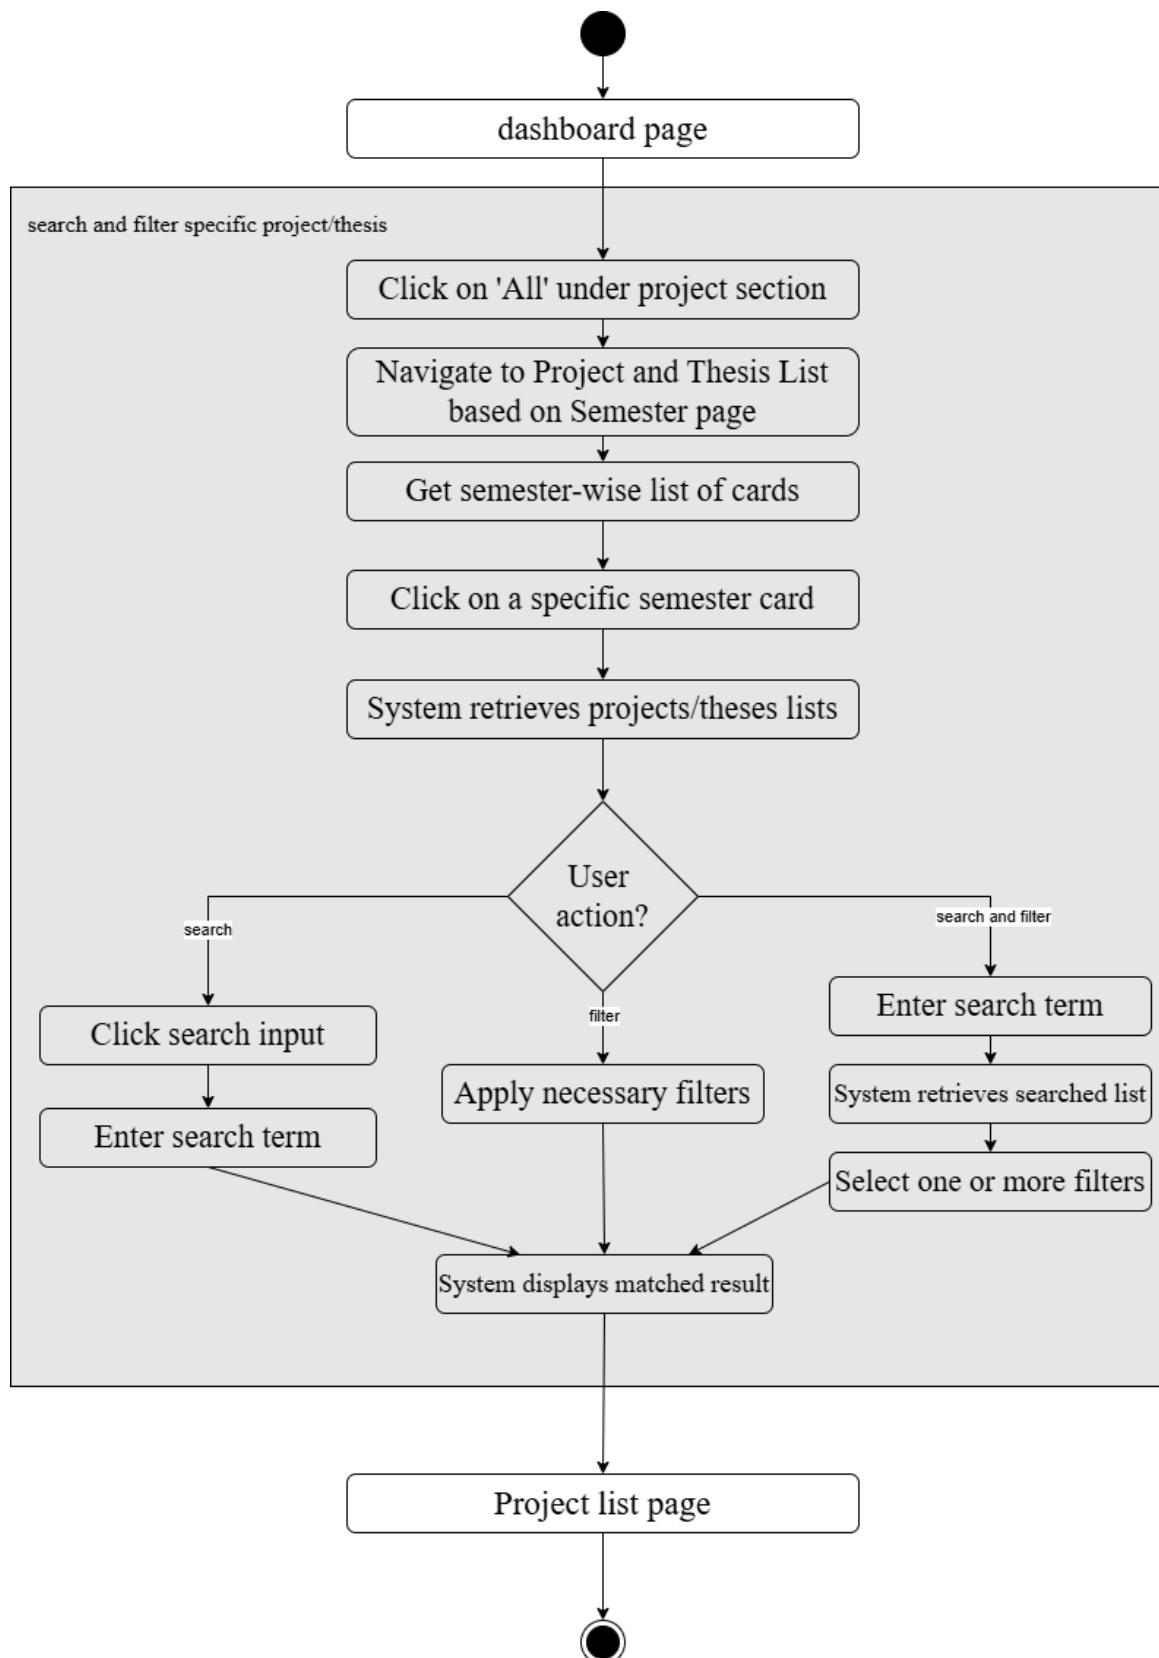 dashboard page
search and filter specific project/thesis
Click on 'All' under project section
Navigate to Project and Thesis List
based on Semester page
Get semester-wise list of cards
Click on a specific semester card
System retrieves projects/theses lists
User
action?
search
Click search input
Enter search term
filter
Apply necessary filters
search and filter
Enter search term
System retrieves searched list
Select one or more filters
System displays matched result
Project list page